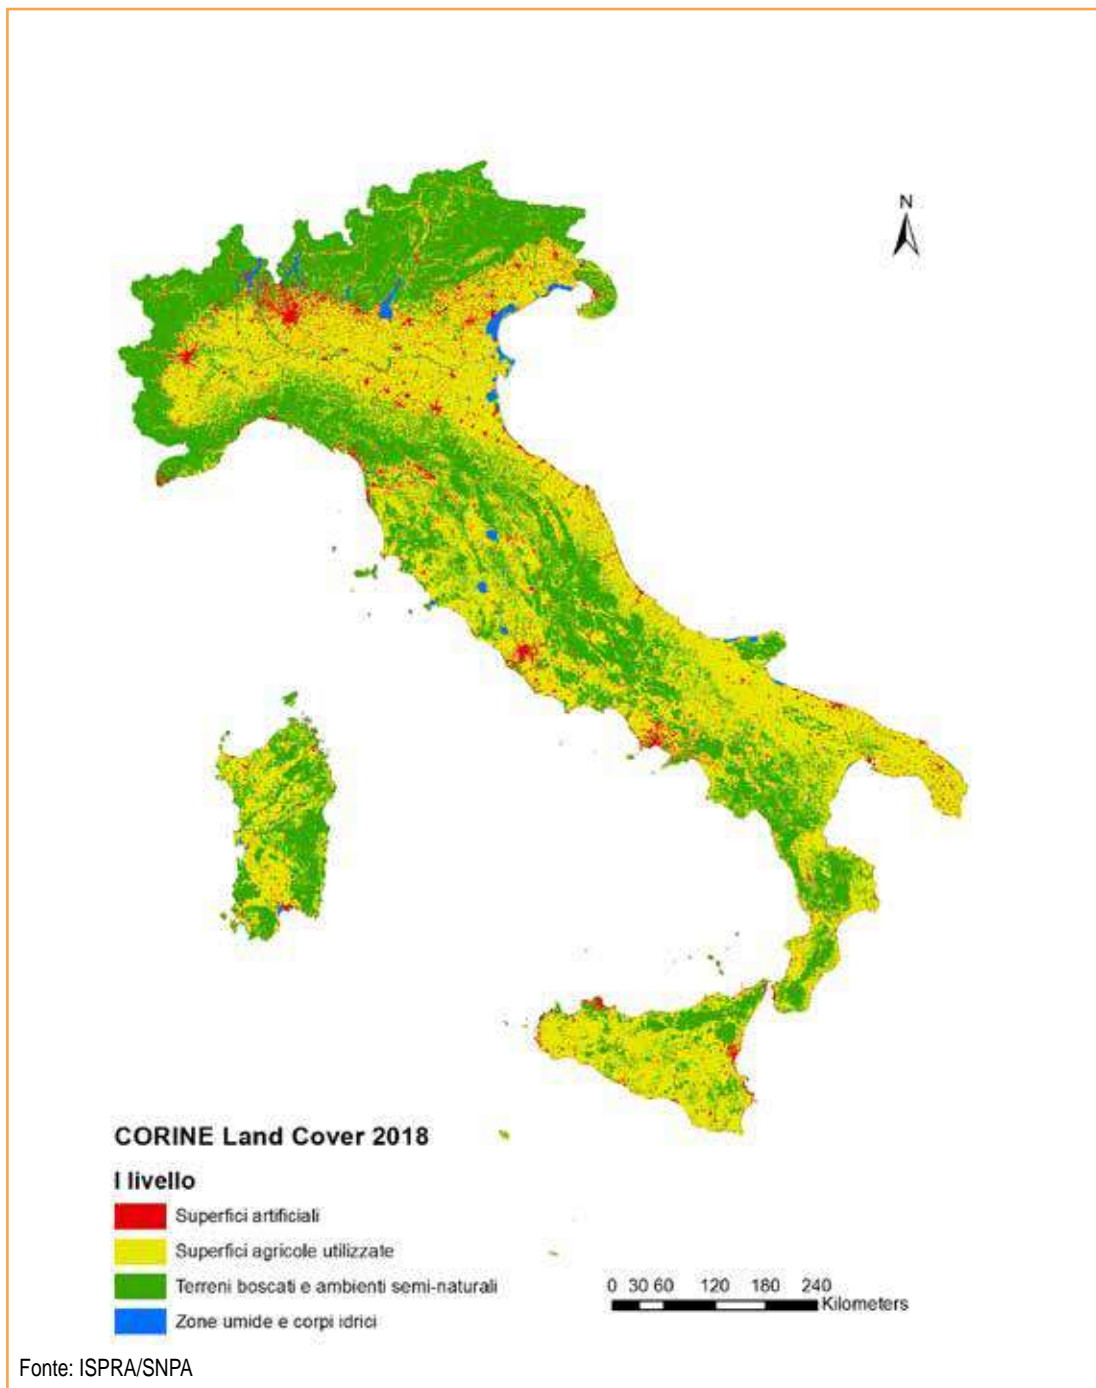 N
CORINE Land Cover 2018
I livello
Superfici artificiali
Superfici agricole utilizzate
Terreni boscati e ambienti semi-naturali
Zone umide e corpi idrici
0 30 60 120 180 240
Kilometers
Fonte: ISPRA/SNPA